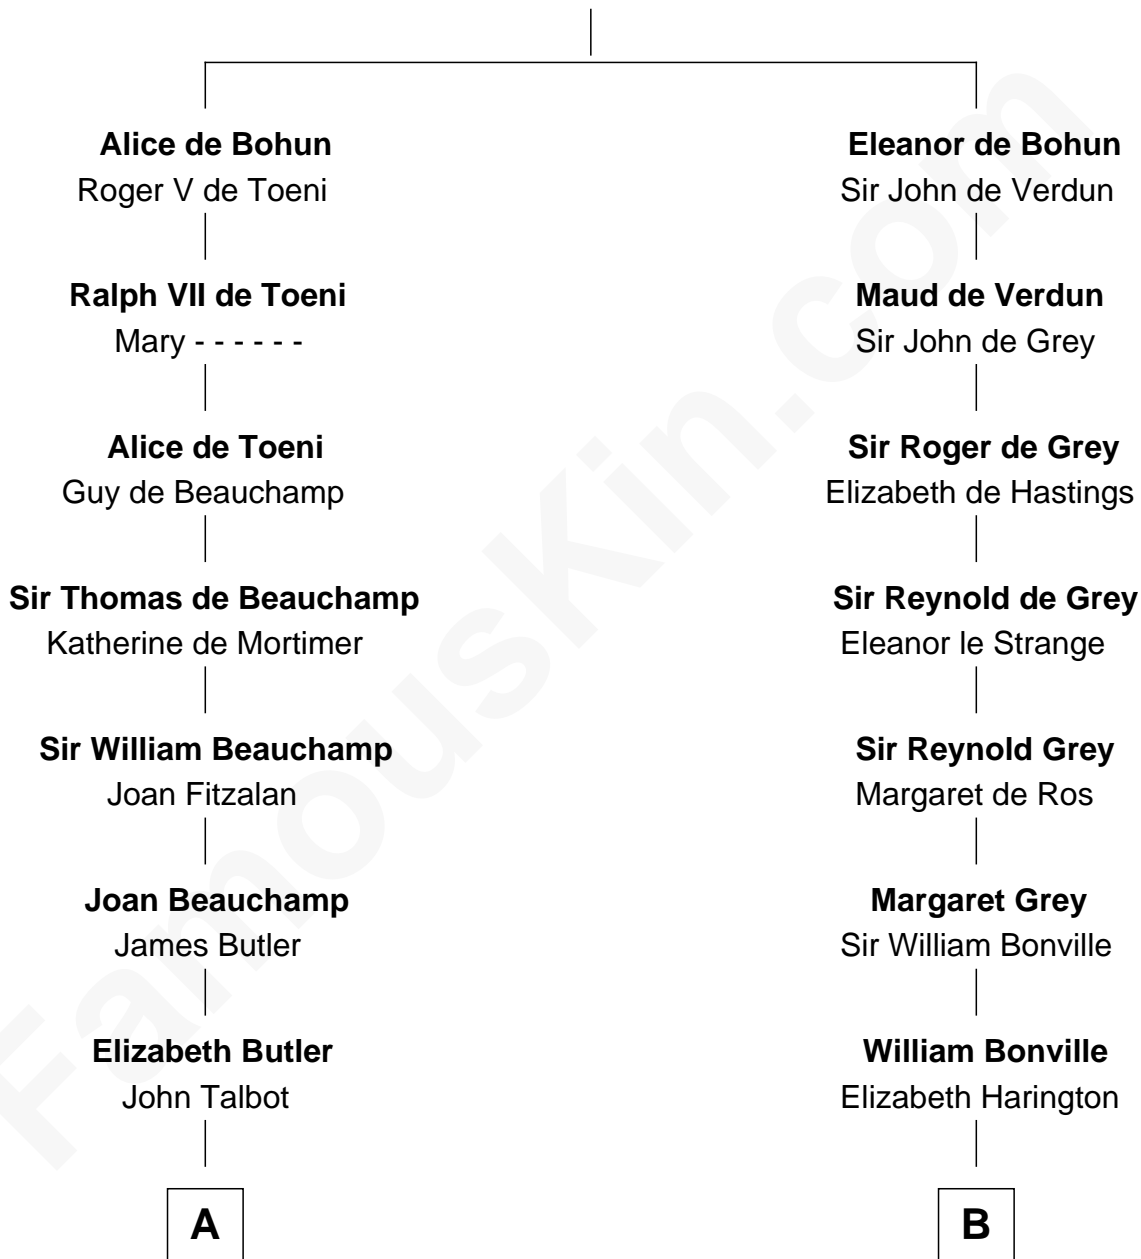 Alice de Bohun
Roger V de Toeni
Ralph VII de Toeni
Mary - - - - - -
Alice de Toeni
Guy de Beauchamp
Sir Thomas de Beauchamp
Katherine de Mortimer
Sir William Beauchamp
Joan Fitzalan
Joan Beauchamp
James Butler
Elizabeth Butler
John Talbot
A
Eleanor de Bohun
Sir John de Verdun
Maud de Verdun
Sir John de Grey
Sir Roger de Grey
Elizabeth de Hastings
Sir Reynold de Grey
Eleanor le Strange
Sir Reynold Grey
Margaret de Ros
Margaret Grey
Sir William Bonville
William Bonville
Elizabeth Harington
B
FamousKin.com